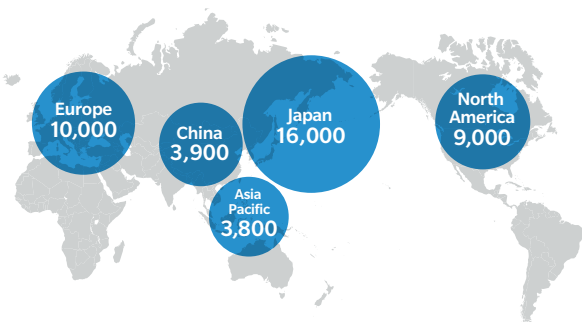 Europe
10,000
China
3,900
Japan
16,000
North
America
9,000
Asia
Pacific
3,800